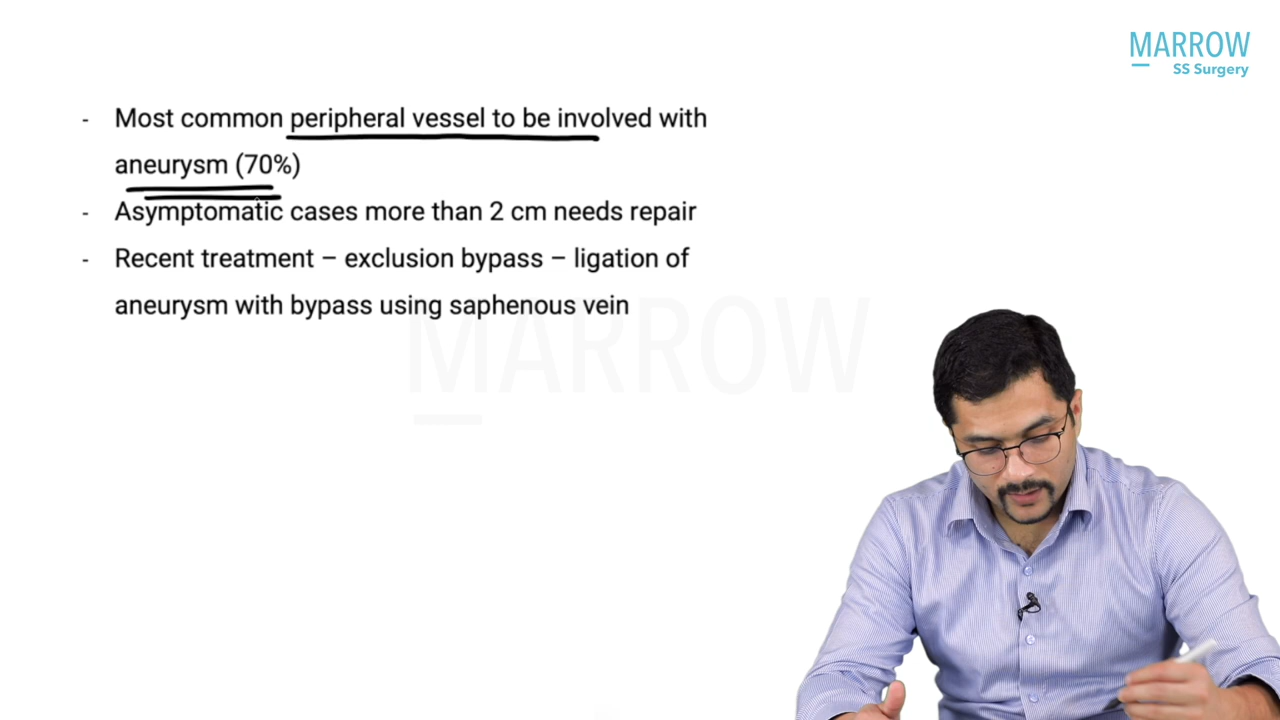 MARROW
SS Surgery
- Most common peripheral vessel to be involved with
aneurysm (70%)
- Asymptomatic cases more than 2 cm needs repair
- Recent treatment – exclusion bypass – ligation of
aneurysm with bypass using saphenous vein
MARROW